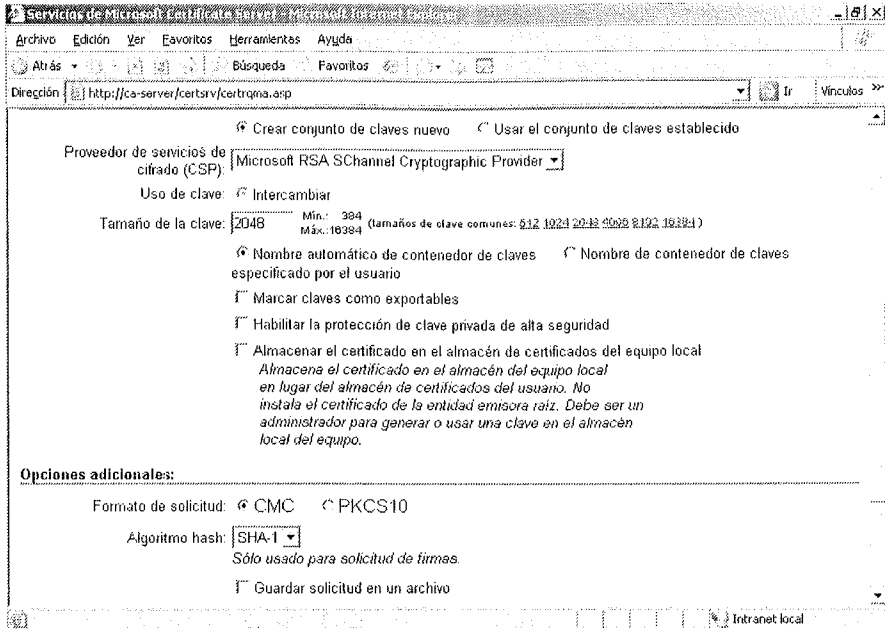 Servicios de Microsoft Certificate Server - Microsoft Internet Explorer
Archivo Edición Ver Favoritos Herramientas Ayuda
Atrás Búsqueda Favoritos
Dirección http://ca-server/certsrv/certrqma.asp Ir Vínculos »
Crear conjunto de claves nuevo Usar el conjunto de claves establecido
Proveedor de servicios de cifrado (CSP): Microsoft RSA SChannel Cryptographic Provider
Uso de clave: Intercambiar
Tamaño de la clave: 2048 Mín.: 384
Máx.:16384 (tamaños de clave comunes: 512 1024 2048 4096 8192 16384 )
Nombre automático de contenedor de claves Nombre de contenedor de claves
especificado por el usuario
Marcar claves como exportables
Habilitar la protección de clave privada de alta seguridad
Almacenar el certificado en el almacén de certificados del equipo local
Almacena el certificado en el almacén del equipo local
en lugar del almacén de certificados del usuario. No
instala el certificado de la entidad emisora raíz. Debe ser un
administrador para generar o usar una clave en el almacén
local del equipo.
Opciones adicionales:
Formato de solicitud: CMC PKCS10
Algoritmo hash: SHA-1
Sólo usado para solicitud de firmas.
Guardar solicitud en un archivo
Intranet local